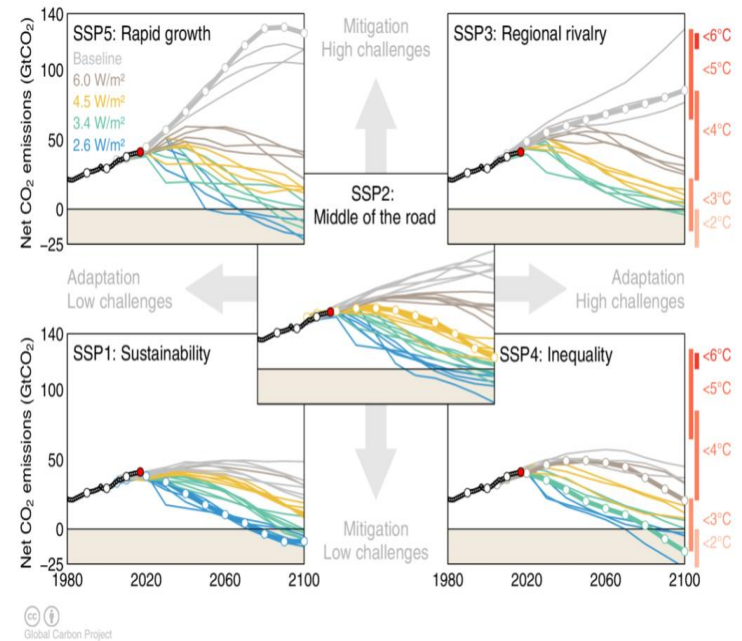 140
100
50
0
−25
Net CO₂ emissions (GtCO₂)
SSP5: Rapid growth
Baseline
6.0 W/m²
4.5 W/m²
3.4 W/m²
2.6 W/m²
Mitigation
High challenges
SSP3: Regional rivalry
<6°C
<5°C
<4°C
<3°C
<2°C
SSP2:
Middle of the road
Adaptation
Low challenges
Adaptation
High challenges
140
100
50
0
−25
Net CO₂ emissions (GtCO₂)
SSP1: Sustainability
1980
2020
2060
2100
Mitigation
Low challenges
SSP4: Inequality
1980
2020
2060
2100
<6°C
<5°C
<4°C
<3°C
<2°C
cc
Global Carbon Project